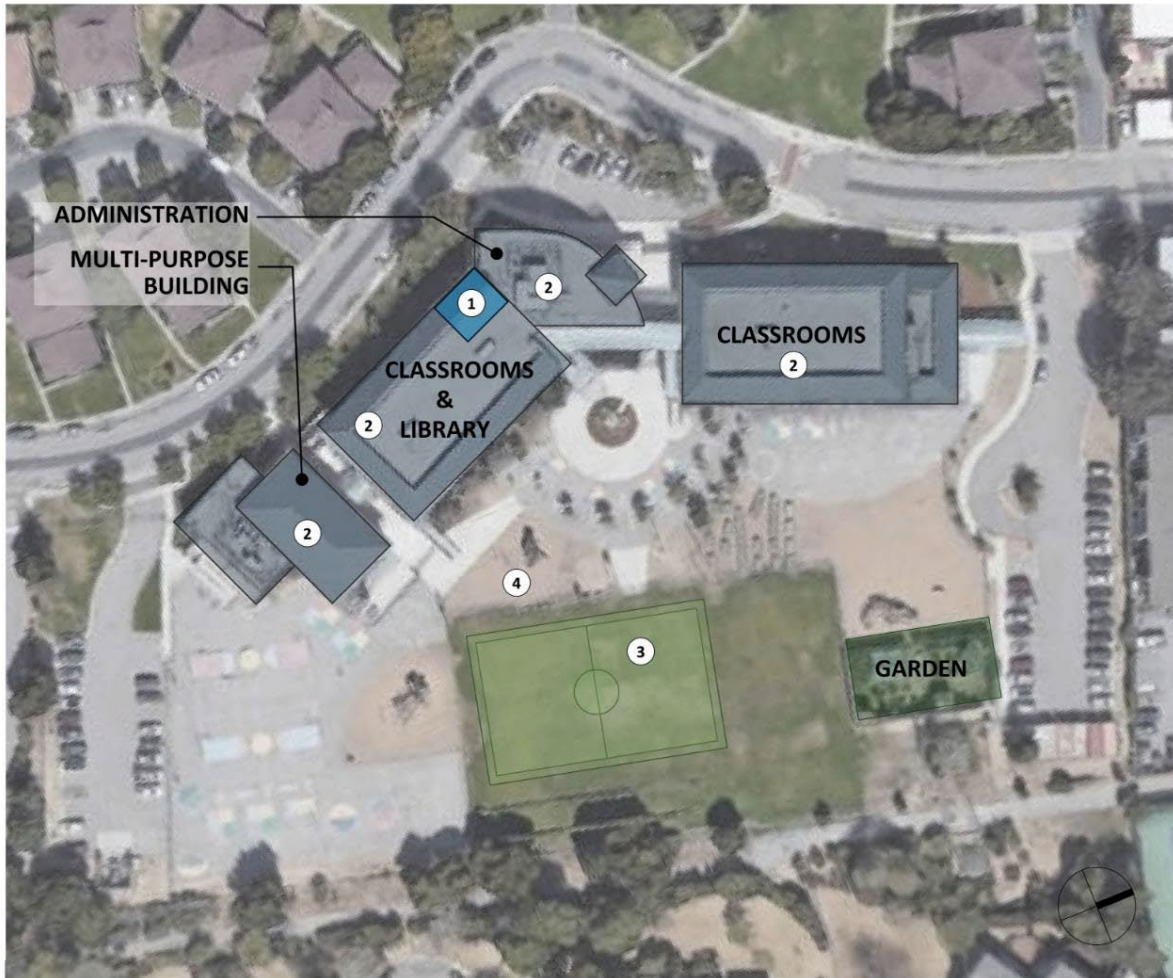 ADMINISTRATION
MULTI-PURPOSE
BUILDING
1
2
CLASSROOMS
&
LIBRARY
2
CLASSROOMS
2
2
4
3
GARDEN